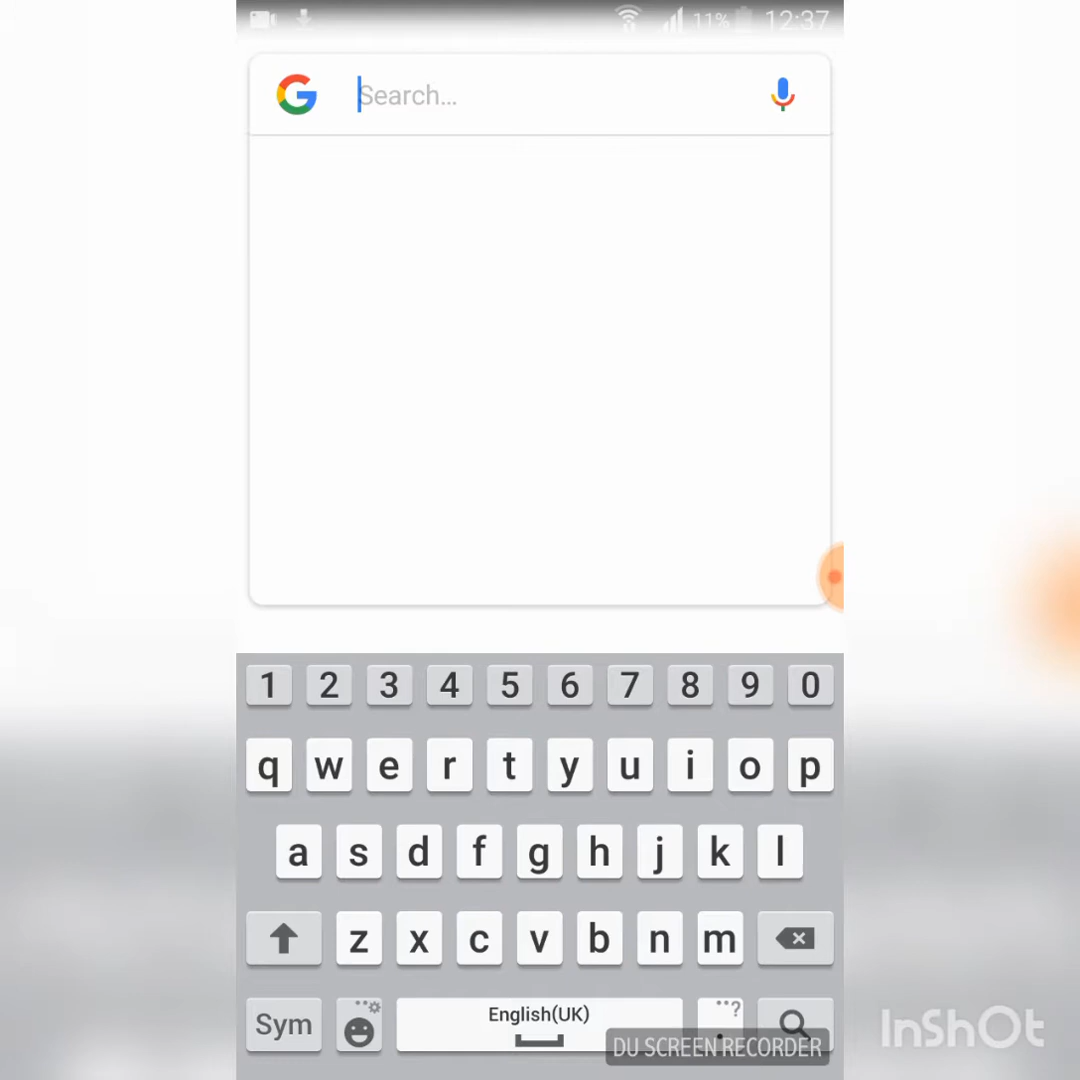 11% 12:37
G Search...
1 2 3 4 5 6 7 8 9 0
q w e r t y u i o p
a s d f g h j k l
z x c v b n m
Sym English(UK) ? .
DU SCREEN RECORDER
InShOt